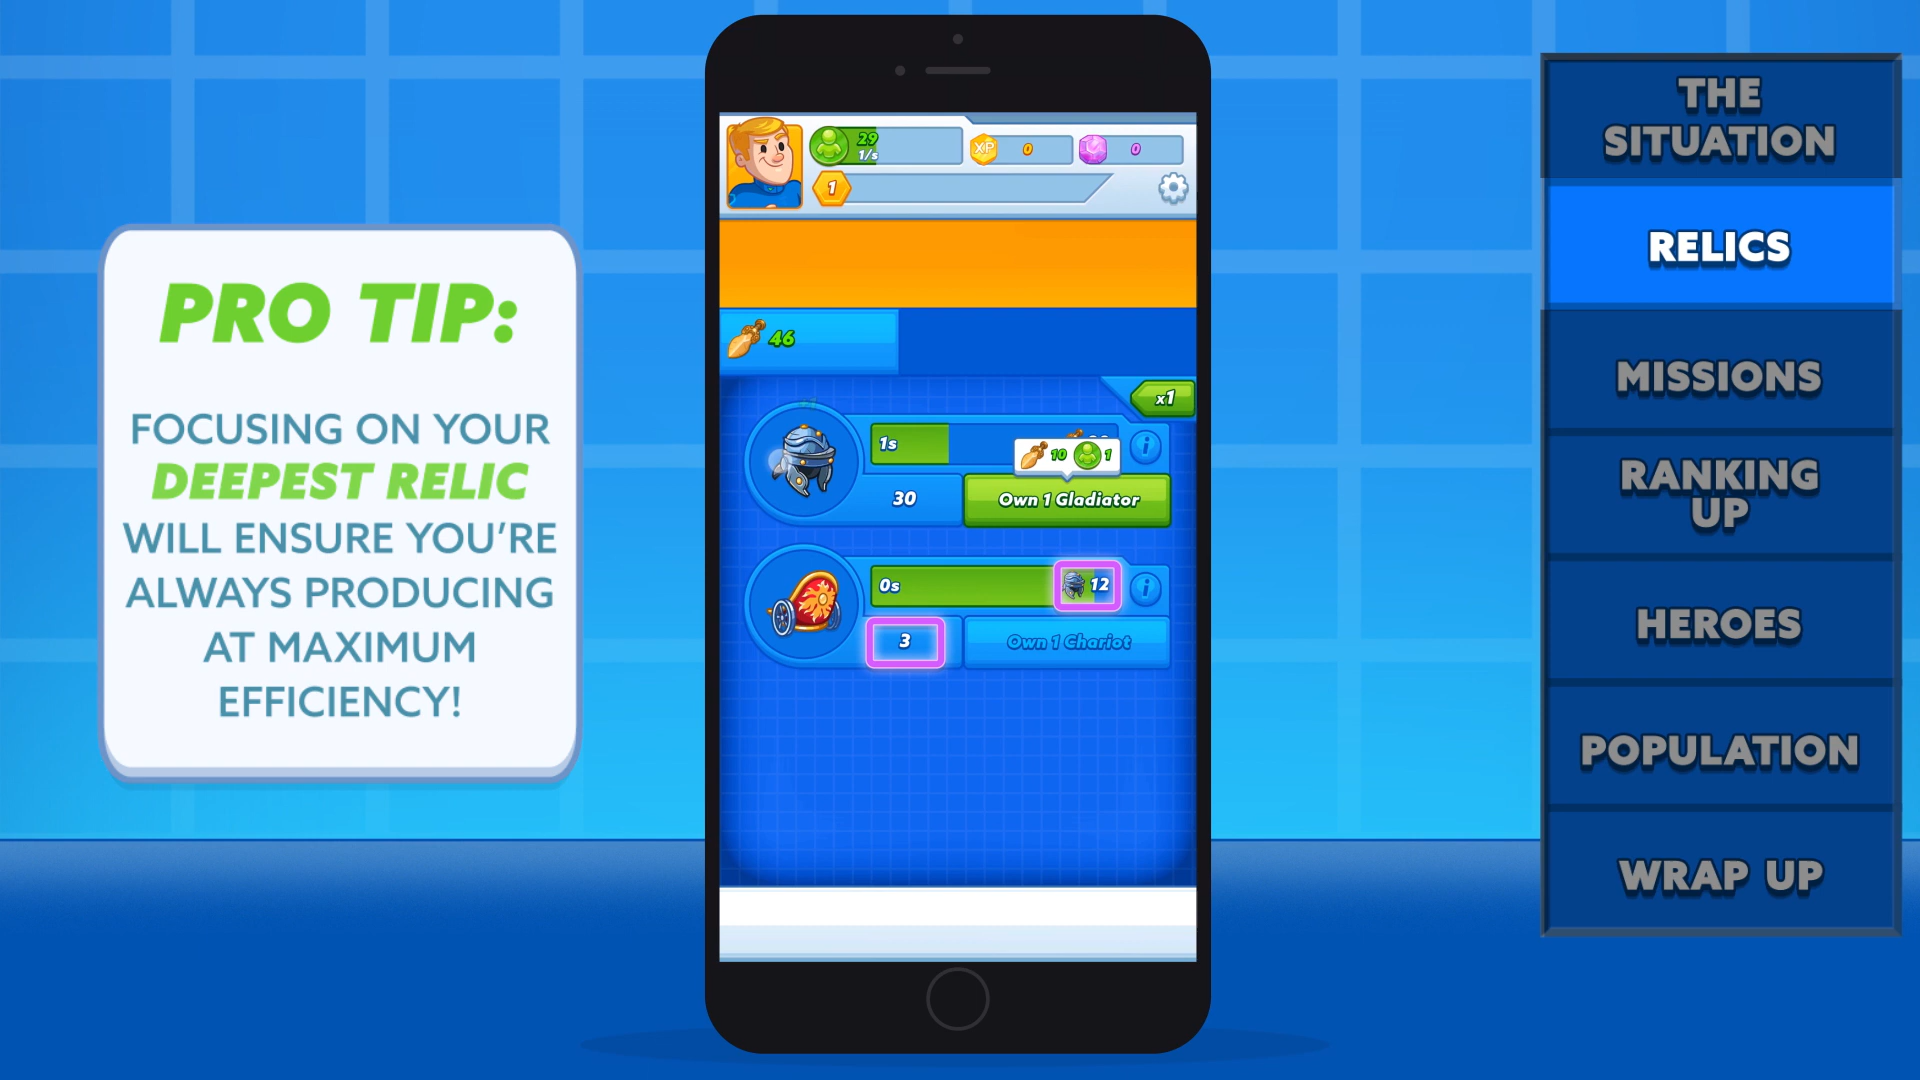 PRO TIP:
FOCUSING ON YOUR
DEEPEST RELIC
WILL ENSURE YOU'RE
ALWAYS PRODUCING
AT MAXIMUM
EFFICIENCY!
29
1/s
XP
0
0
1
46
x1
1s
10
1
i
30
Own 1 Gladiator
0s
12
i
3
Own 1 Chariot
THE
SITUATION
RELICS
MISSIONS
RANKING
UP
HEROES
POPULATION
WRAP UP